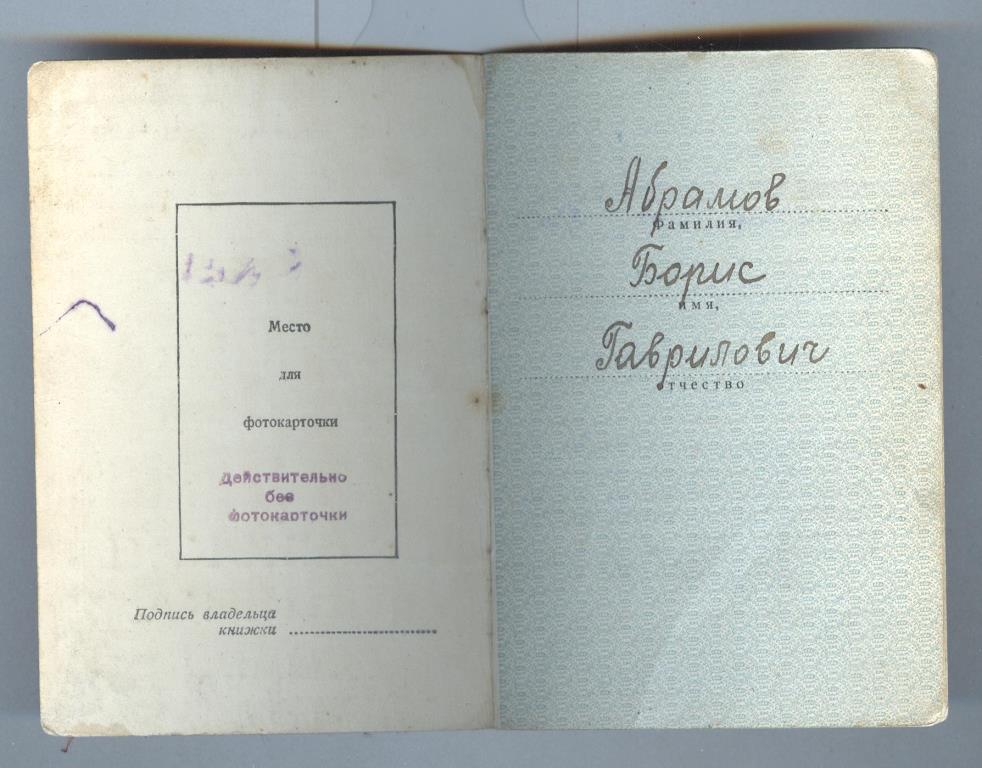 Место
для
фотокарточки
Действительно
без
фотокарточки
Подпись владельца
книжки
Абрамов
Фамилия,
Борис
имя,
Гаврилович
отчество